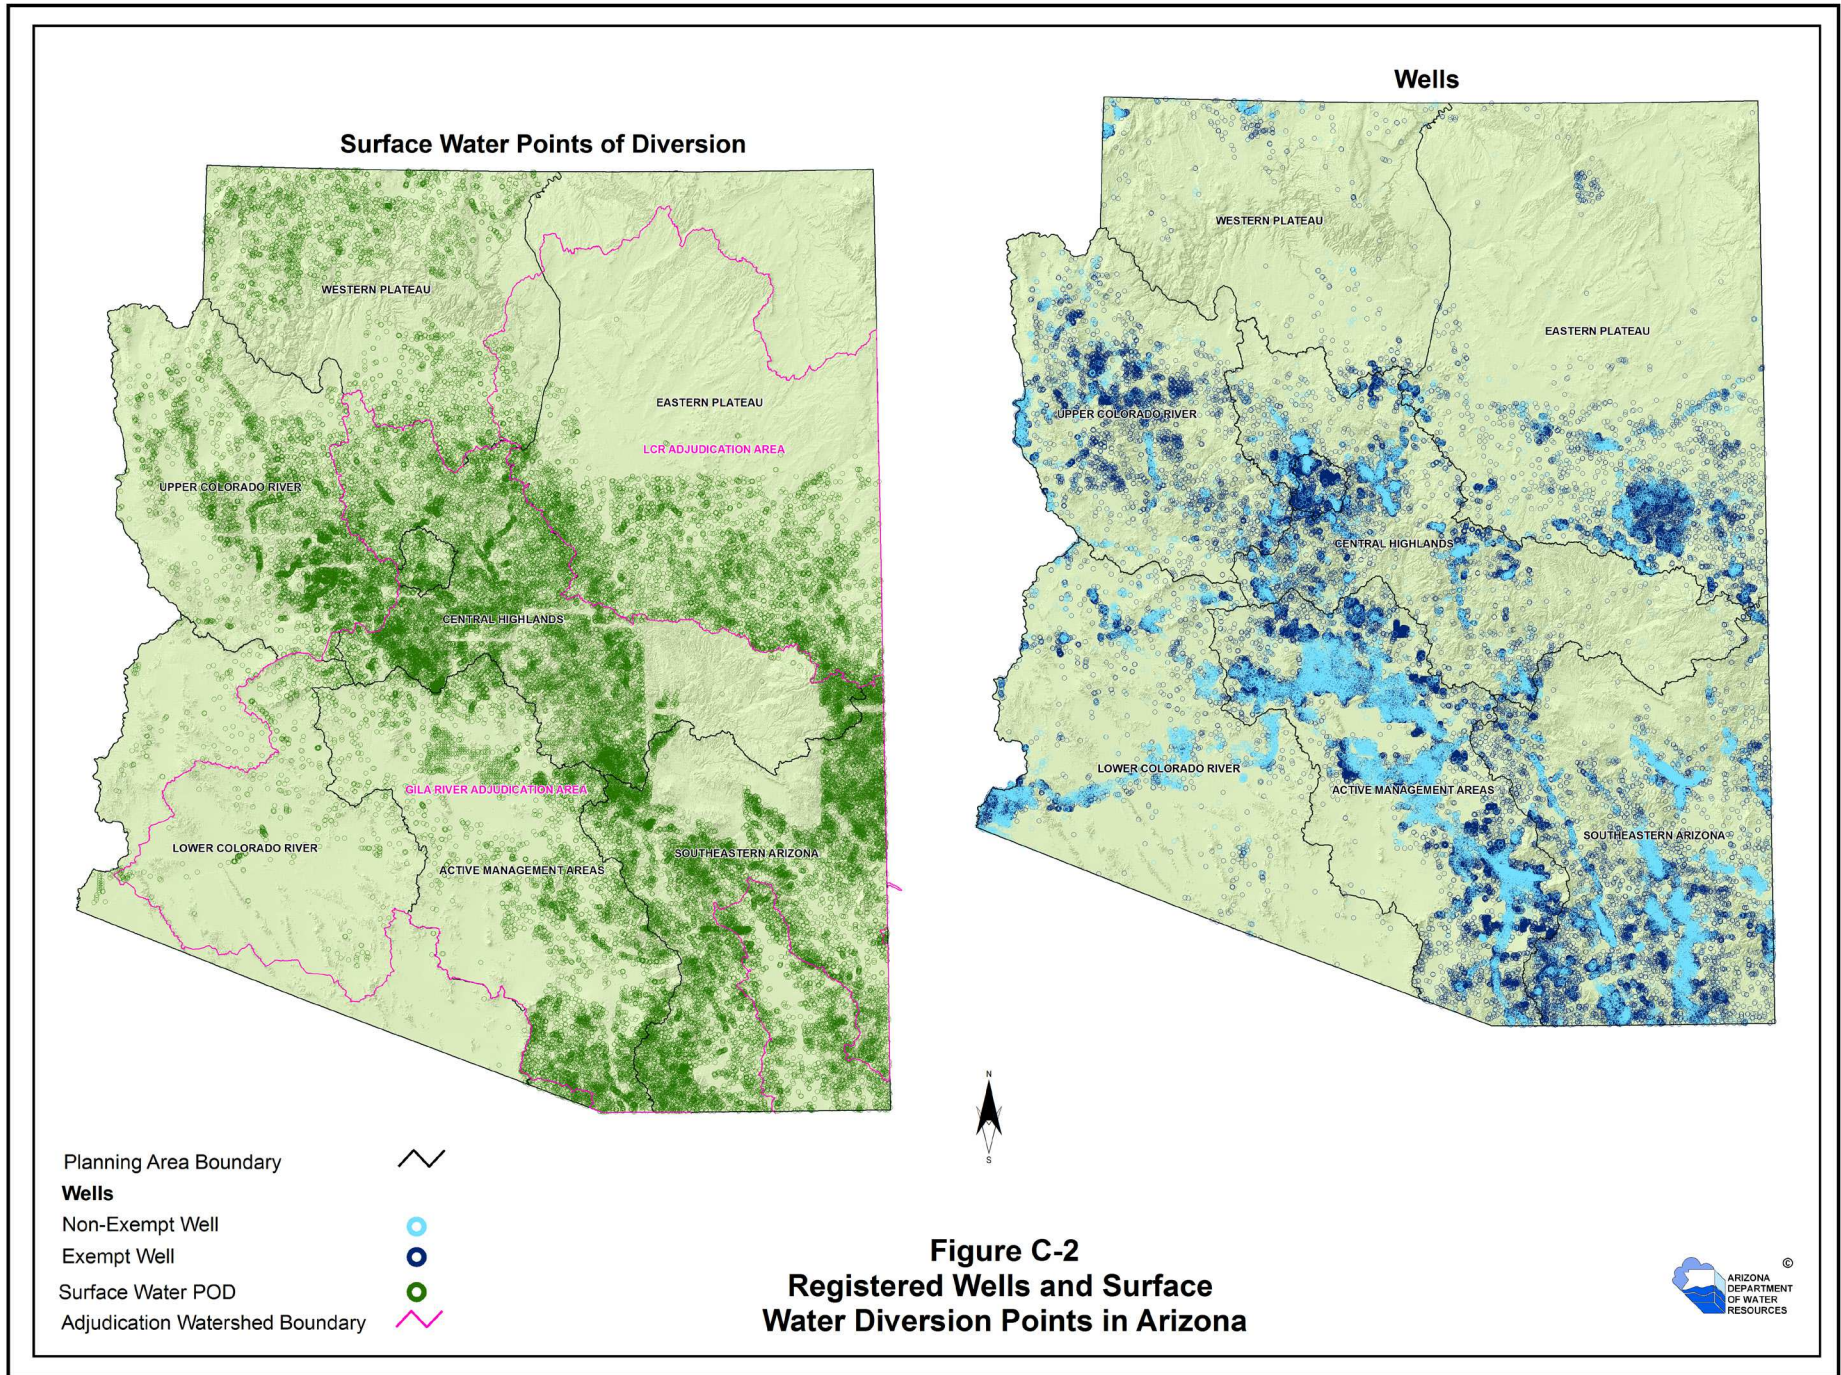 Surface Water Points of Diversion
WESTERN PLATEAU
EASTERN PLATEAU
LCR ADJUDICATION AREA
UPPER COLORADO RIVER
CENTRAL HIGHLANDS
GILA RIVER ADJUDICATION AREA
LOWER COLORADO RIVER
ACTIVE MANAGEMENT AREAS
SOUTHEASTERN ARIZONA
Wells
WESTERN PLATEAU
EASTERN PLATEAU
UPPER COLORADO RIVER
CENTRAL HIGHLANDS
LOWER COLORADO RIVER
ACTIVE MANAGEMENT AREAS
SOUTHEASTERN ARIZONA
N
S
Planning Area Boundary
Wells
Non-Exempt Well
Exempt Well
Surface Water POD
Adjudication Watershed Boundary
Figure C-2
Registered Wells and Surface
Water Diversion Points in Arizona
©
ARIZONA
DEPARTMENT
OF WATER
RESOURCES